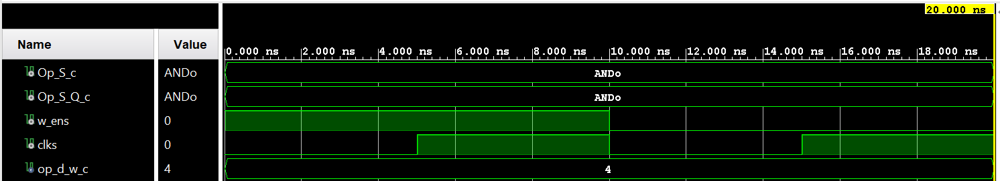 20.000 ns
Name Value
0.000 ns 2.000 ns 4.000 ns 6.000 ns 8.000 ns 10.000 ns 12.000 ns 14.000 ns 16.000 ns 18.000 ns
Op_S_c ANDo ANDo
Op_S_Q_c ANDo ANDo
w_ens 0
clks 0
op_d_w_c 4 4